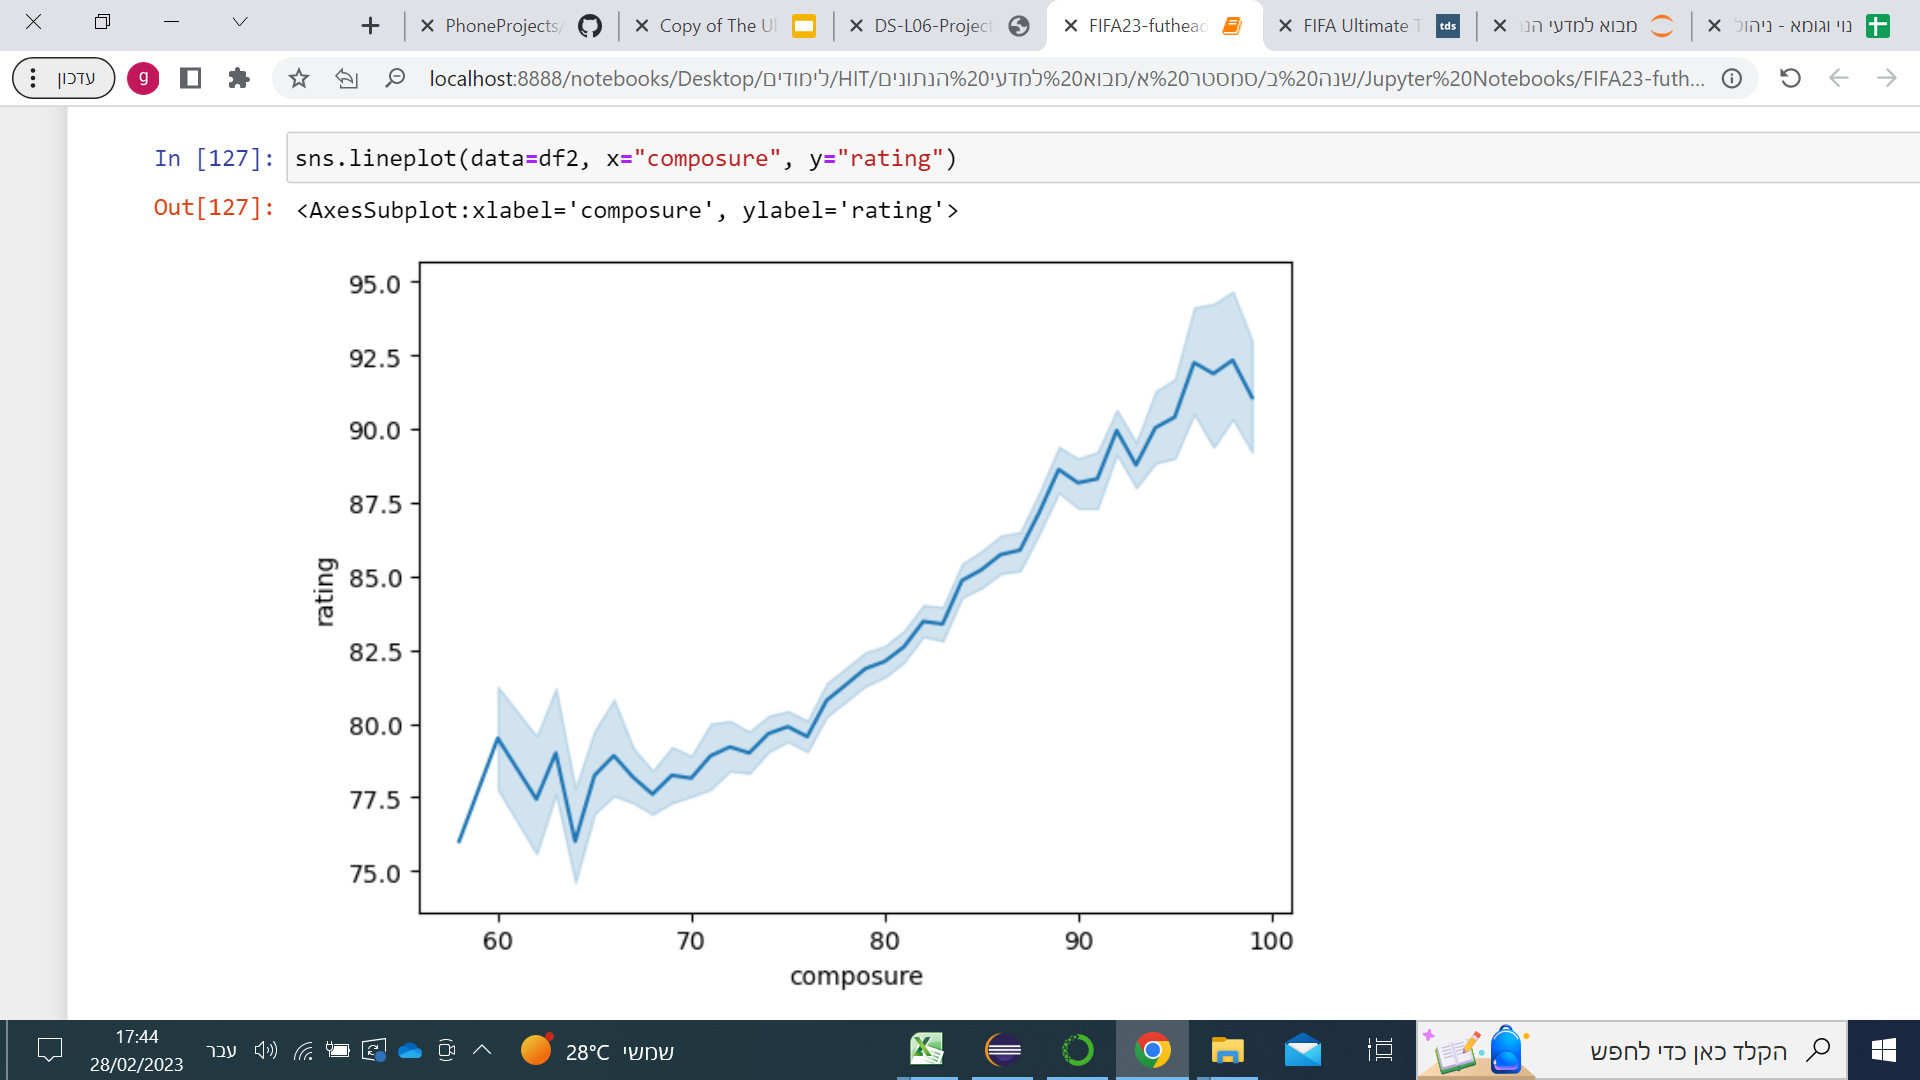 PhoneProjects/
Copy of The Ul
DS-L06-Project
FIFA23-futhead
FIFA Ultimate T
tds
מבוא למדעי הנ
נוי וגומא - ניהול
עדכון
g
localhost:8888/notebooks/Desktop/לימודים/HIT/שנה%20ב/סמסטר%20א/מבוא%20למדעי%20הנתונים/Jupyter%20Notebooks/FIFA23-futh...
In [127]: sns.lineplot(data=df2, x="composure", y="rating")
Out[127]: <AxesSubplot:xlabel='composure', ylabel='rating'>
95.0
92.5
90.0
87.5
85.0
82.5
80.0
77.5
75.0
rating
60 70 80 90 100
composure
17:44
28/02/2023
עבר
28°C שמשי
הקלד כאן כדי לחפש